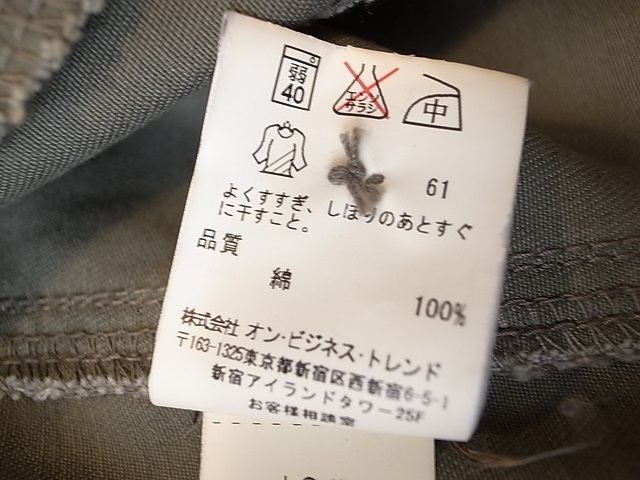 弱
40
エンソ
サラシ
中
61
よくすすぎ、しぼりのあとすぐ
に干すこと。
品質
綿
100%
株式会社 オン・ビジネス・トレンド
〒163-1325東京都新宿区西新宿6-5-1
新宿アイランドタワー25F
お客様相談室